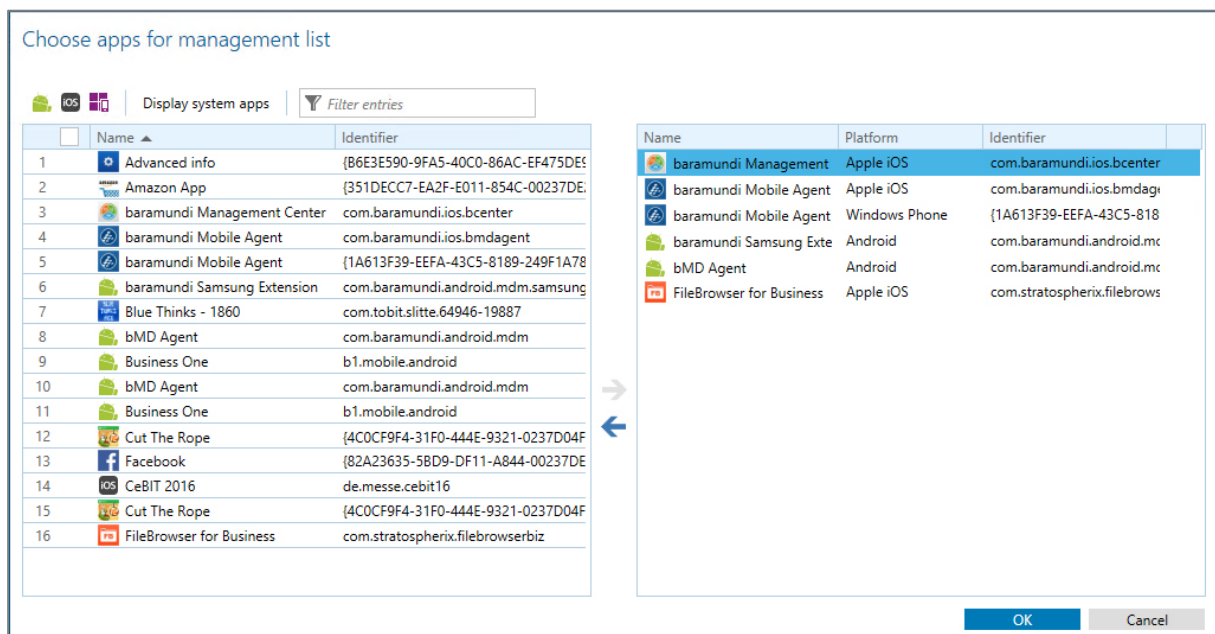 Choose apps for management list
iOS Display system apps Filter entries
Name Identifier
1 Advanced info {B6E3E590-9FA5-40C0-86AC-EF475DE9
2 Amazon App {351DECC7-EA2F-E011-854C-00237DE
3 baramundi Management Center com.baramundi.ios.bcenter
4 baramundi Mobile Agent com.baramundi.ios.bmdagent
5 baramundi Mobile Agent {1A613F39-EEFA-43C5-8189-249F1A78
6 baramundi Samsung Extension com.baramundi.android.mdm.samsung
7 Blue Thinks - 1860 com.tobit.slitte.64946-19887
8 bMD Agent com.baramundi.android.mdm
9 Business One b1.mobile.android
10 bMD Agent com.baramundi.android.mdm
11 Business One b1.mobile.android
12 Cut The Rope {4C0CF9F4-31F0-444E-9321-0237D04F
13 Facebook {82A23635-5BD9-DF11-A844-00237DE
14 iOS CeBIT 2016 de.messe.cebit16
15 Cut The Rope {4C0CF9F4-31F0-444E-9321-0237D04F
16 FileBrowser for Business com.stratospherix.filebrowserbiz
Name Platform Identifier
baramundi Management Apple iOS com.baramundi.ios.bcenter
baramundi Mobile Agent Apple iOS com.baramundi.ios.bmdag
baramundi Mobile Agent Windows Phone {1A613F39-EEFA-43C5-818
baramundi Samsung Exte Android com.baramundi.android.mc
bMD Agent Android com.baramundi.android.mc
FileBrowser for Business Apple iOS com.stratospherix.filebrows
OK Cancel